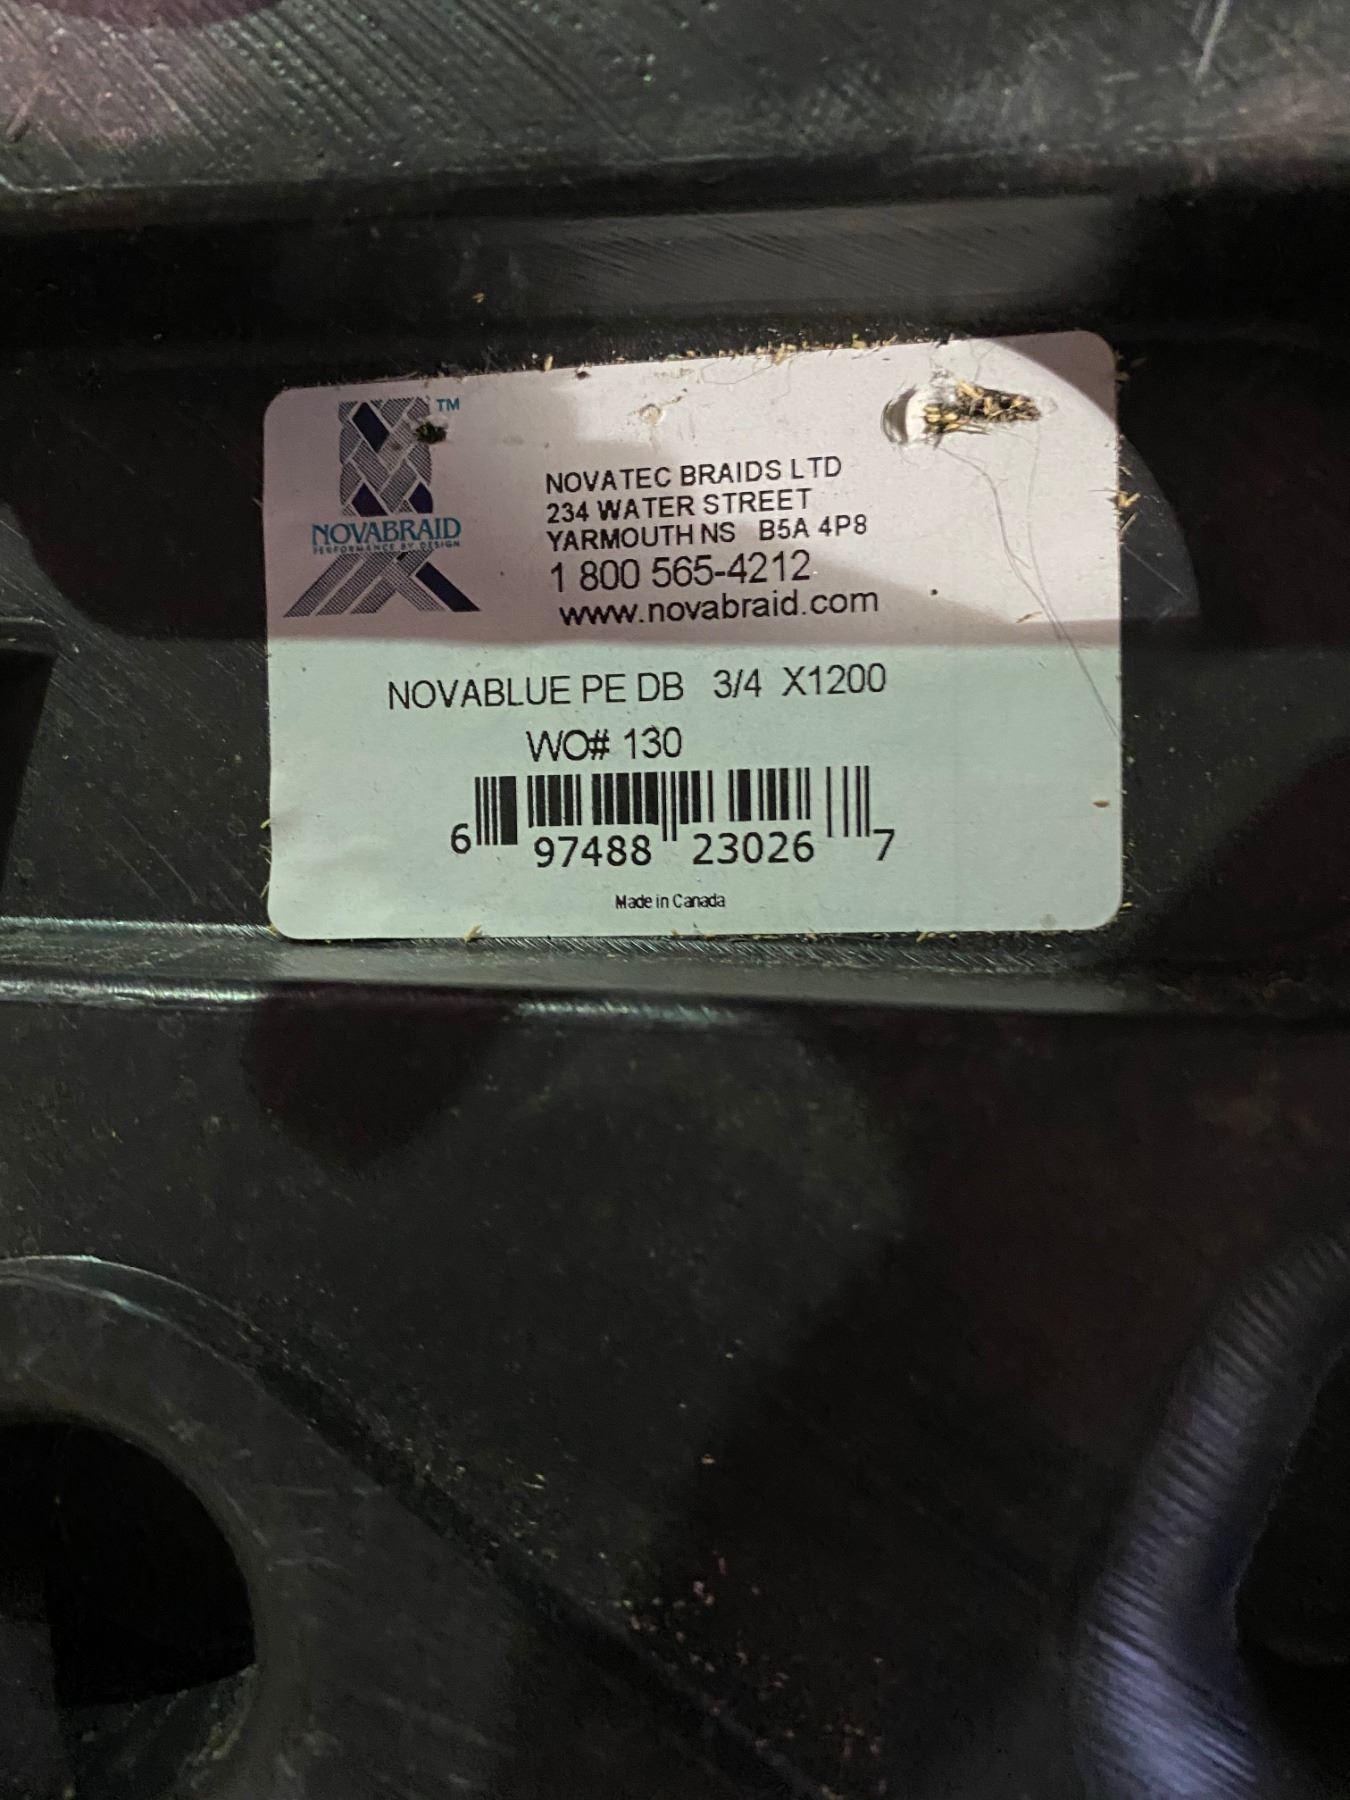 TM
NOVABRAID
PERFORMANCE BY DESIGN
NOVATEC BRAIDS LTD
234 WATER STREET
YARMOUTH NS B5A 4P8
1 800 565-4212
www.novabraid.com
NOVABLUE PE DB 3/4 X1200
WO# 130
6 97488 23026 7
Made in Canada